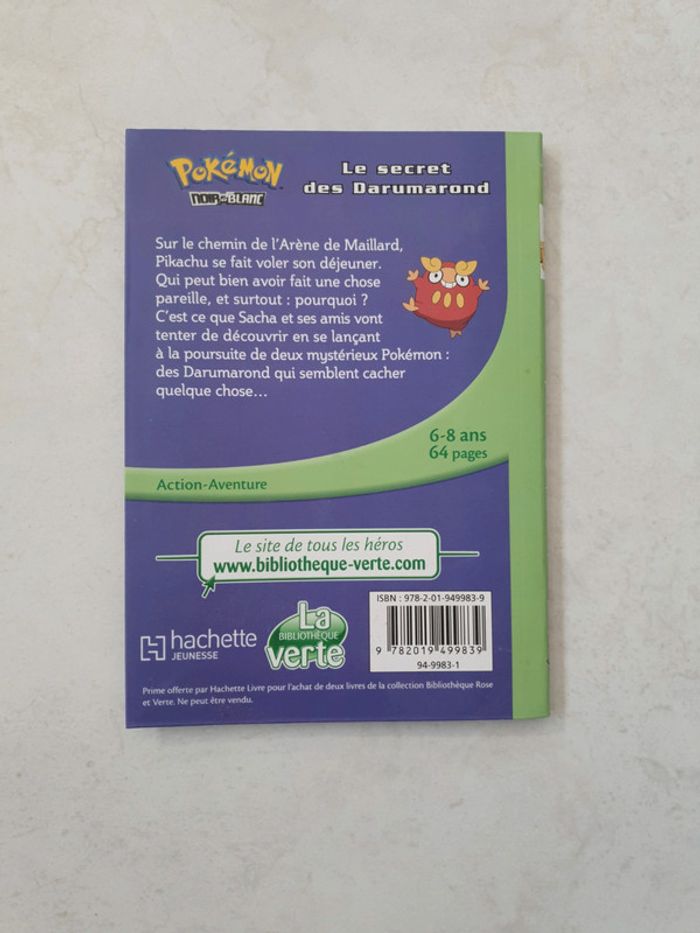 POKÉMON
NOIR et BLANC
Le secret
des Darumarond
Sur le chemin de l'Arène de Maillard,
Pikachu se fait voler son déjeuner.
Qui peut bien avoir fait une chose
pareille, et surtout : pourquoi ?
C'est ce que Sacha et ses amis vont
tenter de découvrir en se lançant
à la poursuite de deux mystérieux Pokémon :
des Darumarond qui semblent cacher
quelque chose...
6-8 ans
64 pages
Action-Aventure
Le site de tous les héros
www.bibliotheque-verte.com
ISBN : 978-2-01-949983-9
9 782019 499839
94-9983-1
hachette
JEUNESSE
La
BIBLIOTHÈQUE
verte
Prime offerte par Hachette Livre pour l'achat de deux livres de la collection Bibliothèque Rose
et Verte. Ne peut être vendu.